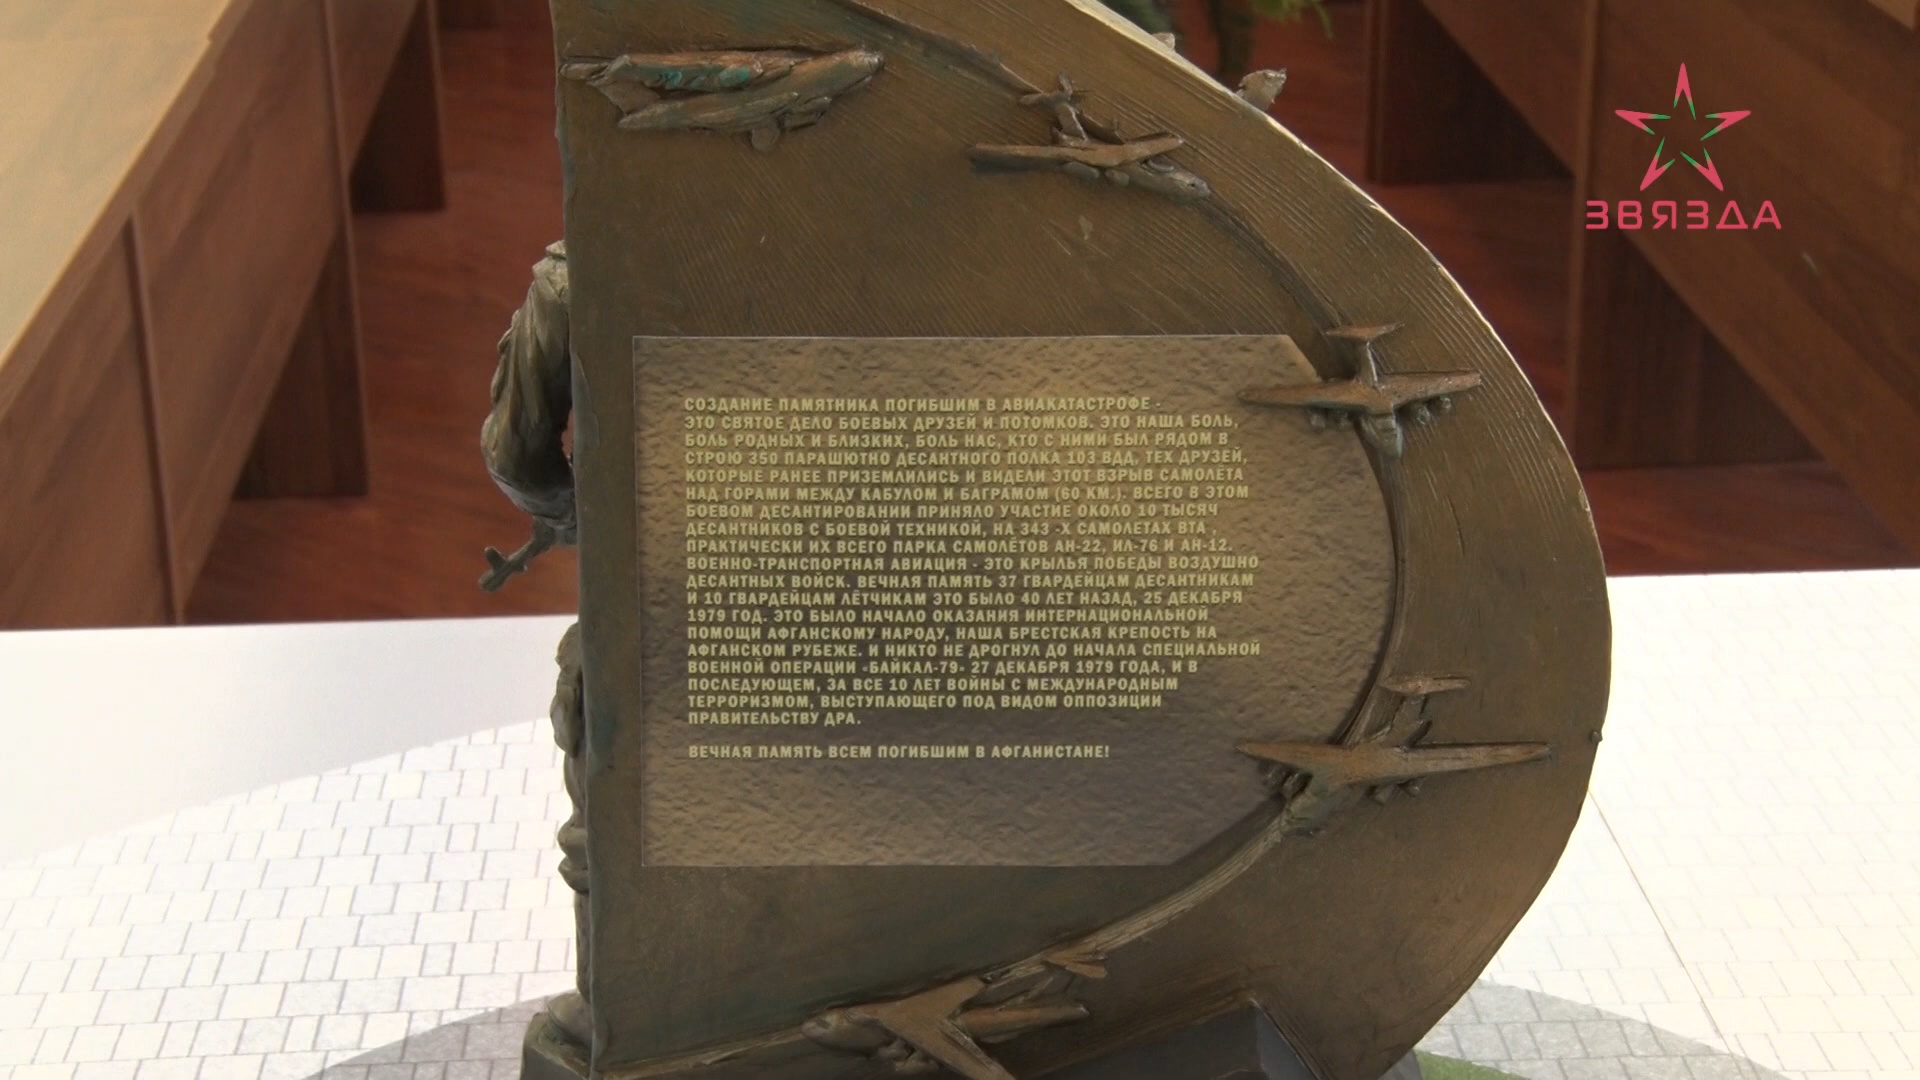 ЗВЯЗДА
СОЗДАНИЕ ПАМЯТНИКА ПОГИБШИМ В АВИАКАТАСТРОФЕ -
ЭТО СВЯТОЕ ДЕЛО БОЕВЫХ ДРУЗЕЙ И ПОТОМКОВ. ЭТО НАША БОЛЬ,
БОЛЬ РОДНЫХ И БЛИЗКИХ, БОЛЬ НАС, КТО С НИМИ БЫЛ РЯДОМ В
СТРОЮ 350 ПАРАШЮТНО ДЕСАНТНОГО ПОЛКА 103 ВДД, ТЕХ ДРУЗЕЙ,
КОТОРЫЕ РАНЕЕ ПРИЗЕМЛИЛИСЬ И ВИДЕЛИ ЭТОТ ВЗРЫВ САМОЛЁТА
НАД ГОРАМИ МЕЖДУ КАБУЛОМ И БАГРАМОМ (60 КМ.). ВСЕГО В ЭТОМ
БОЕВОМ ДЕСАНТИРОВАНИИ ПРИНЯЛО УЧАСТИЕ ОКОЛО 10 ТЫСЯЧ
ДЕСАНТНИКОВ С БОЕВОЙ ТЕХНИКОЙ, НА 343 -Х САМОЛЕТАХ ВТА ,
ПРАКТИЧЕСКИ ИХ ВСЕГО ПАРКА САМОЛЁТОВ АН-22, ИЛ-76 И АН-12.
ВОЕННО-ТРАНСПОРТНАЯ АВИАЦИЯ - ЭТО КРЫЛЬЯ ПОБЕДЫ ВОЗДУШНО
ДЕСАНТНЫХ ВОЙСК. ВЕЧНАЯ ПАМЯТЬ 37 ГВАРДЕЙЦАМ ДЕСАНТНИКАМ
И 10 ГВАРДЕЙЦАМ ЛЁТЧИКАМ ЭТО БЫЛО 40 ЛЕТ НАЗАД, 25 ДЕКАБРЯ
1979 ГОД. ЭТО БЫЛО НАЧАЛО ОКАЗАНИЯ ИНТЕРНАЦИОНАЛЬНОЙ
ПОМОЩИ АФГАНСКОМУ НАРОДУ, НАША БРЕСТСКАЯ КРЕПОСТЬ НА
АФГАНСКОМ РУБЕЖЕ. И НИКТО НЕ ДРОГНУЛ ДО НАЧАЛА СПЕЦИАЛЬНОЙ
ВОЕННОЙ ОПЕРАЦИИ «БАЙКАЛ-79» 27 ДЕКАБРЯ 1979 ГОДА, И В
ПОСЛЕДУЮЩЕМ, ЗА ВСЕ 10 ЛЕТ ВОЙНЫ С МЕЖДУНАРОДНЫМ
ТЕРРОРИЗМОМ, ВЫСТУПАЮЩЕГО ПОД ВИДОМ ОППОЗИЦИИ
ПРАВИТЕЛЬСТВУ ДРА.
ВЕЧНАЯ ПАМЯТЬ ВСЕМ ПОГИБШИМ В АФГАНИСТАНЕ!